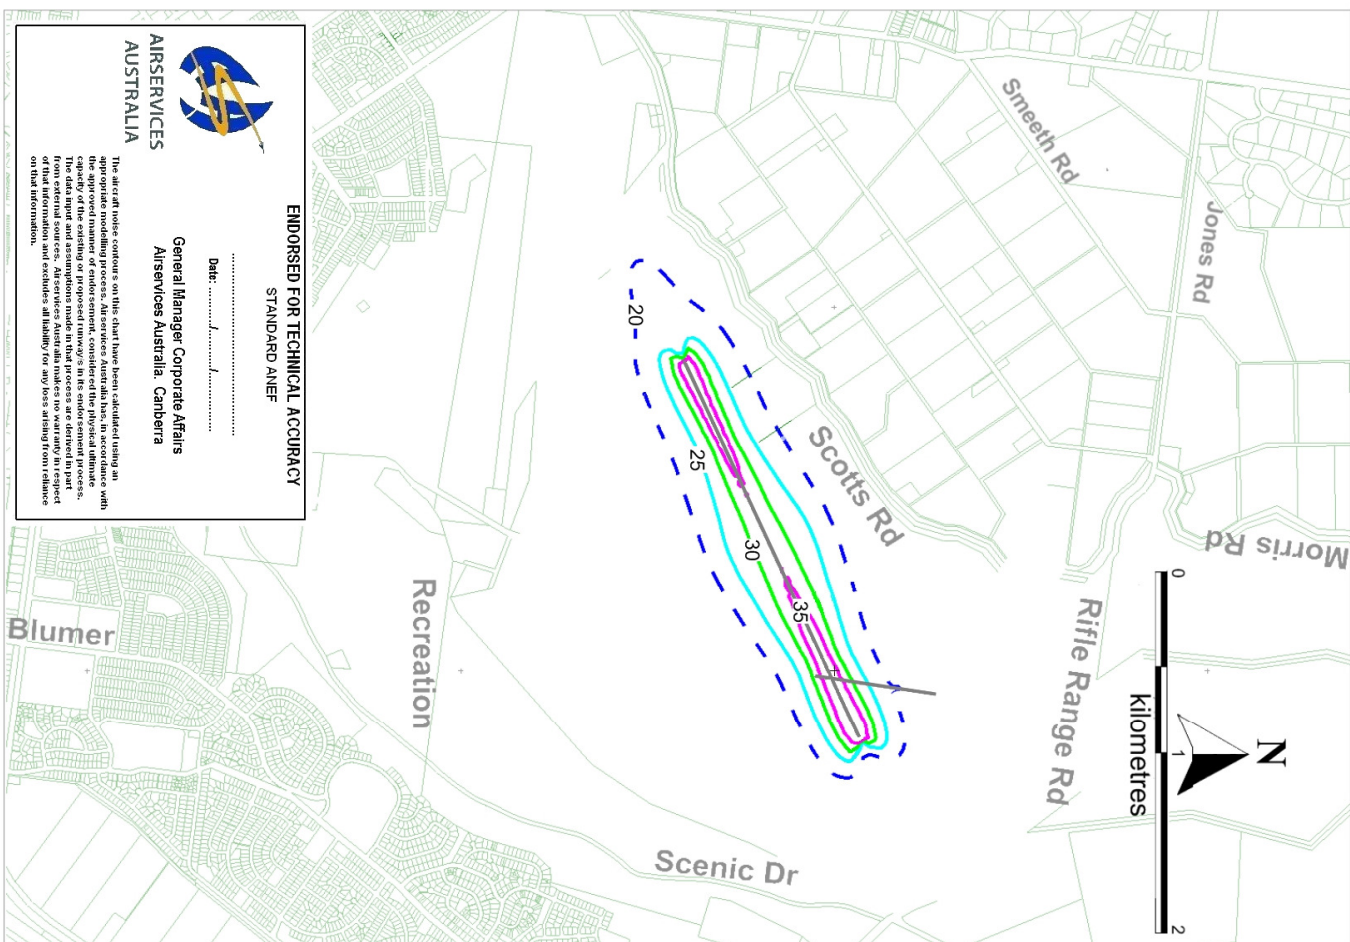 AIRSERVICES
AUSTRALIA
ENDORSED FOR TECHNICAL ACCURACY
STANDARD ANEF
Date: ........./........./.............
General Manager Corporate Affairs
Airservices Australia. Canberra
The aircraft noise contours on this chart have been calculated using an
appropriate modelling process. Airservices Australia has, in accordance with
the approved manner of endorsement, considered the physical ultimate
capacity of the existing or proposed runways in its endorsement process.
The data input and assumptions made in that process are derived in part
from external sources. Airservices Australia makes no warranty in respect
of that information and excludes all liability for any loss arising from reliance
on that information.
Smeeth Rd
Jones Rd
Scotts Rd
Morris Rd
Rifle Range Rd
Recreation
Blumer
Scenic Dr
20
25
30
35
N
0
1
2
kilometres